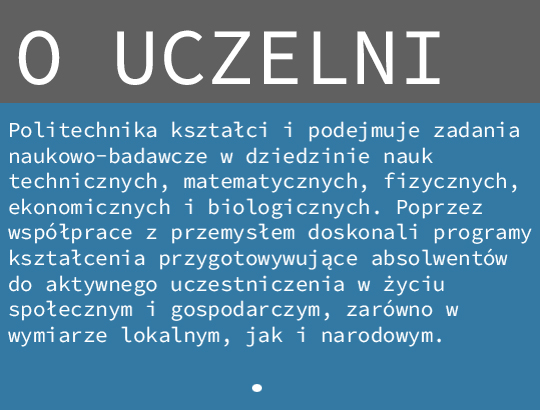 O UCZELNI
Politechnika kształci i podejmuje zadania
naukowo-badawcze w dziedzinie nauk
technicznych, matematycznych, fizycznych,
ekonomicznych i biologicznych. Poprzez
współprace z przemysłem doskonali programy
kształcenia przygotowywujące absolwentów
do aktywnego uczestniczenia w życiu
społecznym i gospodarczym, zarówno w
wymiarze lokalnym, jak i narodowym.